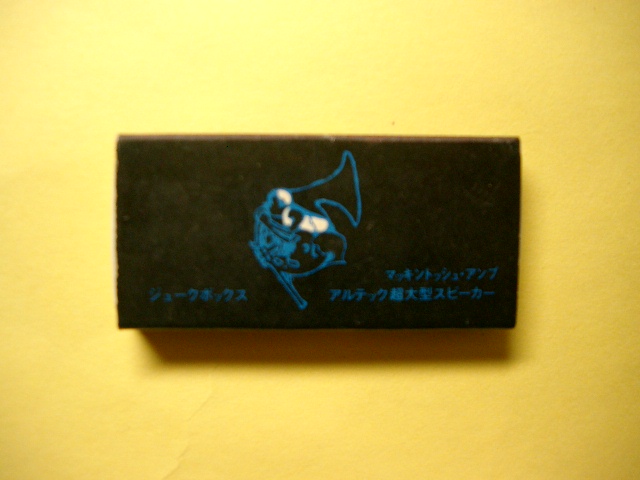 マッキントッシュ・アンプ
ジュークボックス アルテック超大型スピーカー